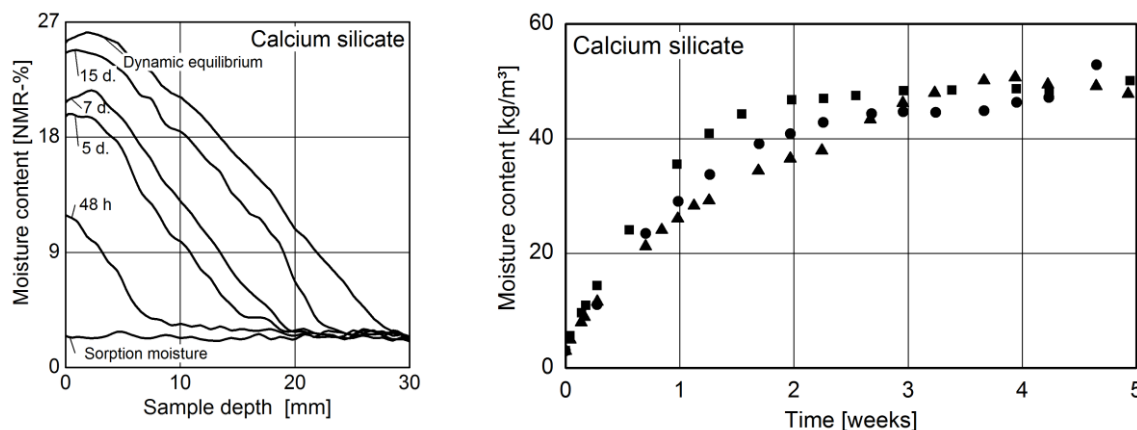 27
Calcium silicate
Dynamic equilibrium
15 d.
7 d.
18
5 d.
48 h
9
Sorption moisture
0
0 10 20 30
Sample depth [mm]
Moisture content [NMR-%]
60
Calcium silicate
40
20
0
0 1 2 3 4 5
Time [weeks]
Moisture content [kg/m³]